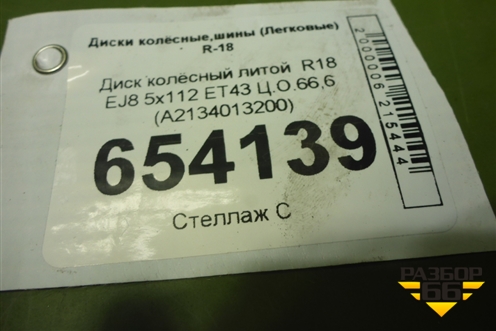 Диски колёсные,шины (Легковые)
R-18
Диск колёсный литой R18
EJ8 5x112 ET43 Ц.О.66,6
(A2134013200)
654139
Стеллаж С
2000006215444
РАЗБОР
66